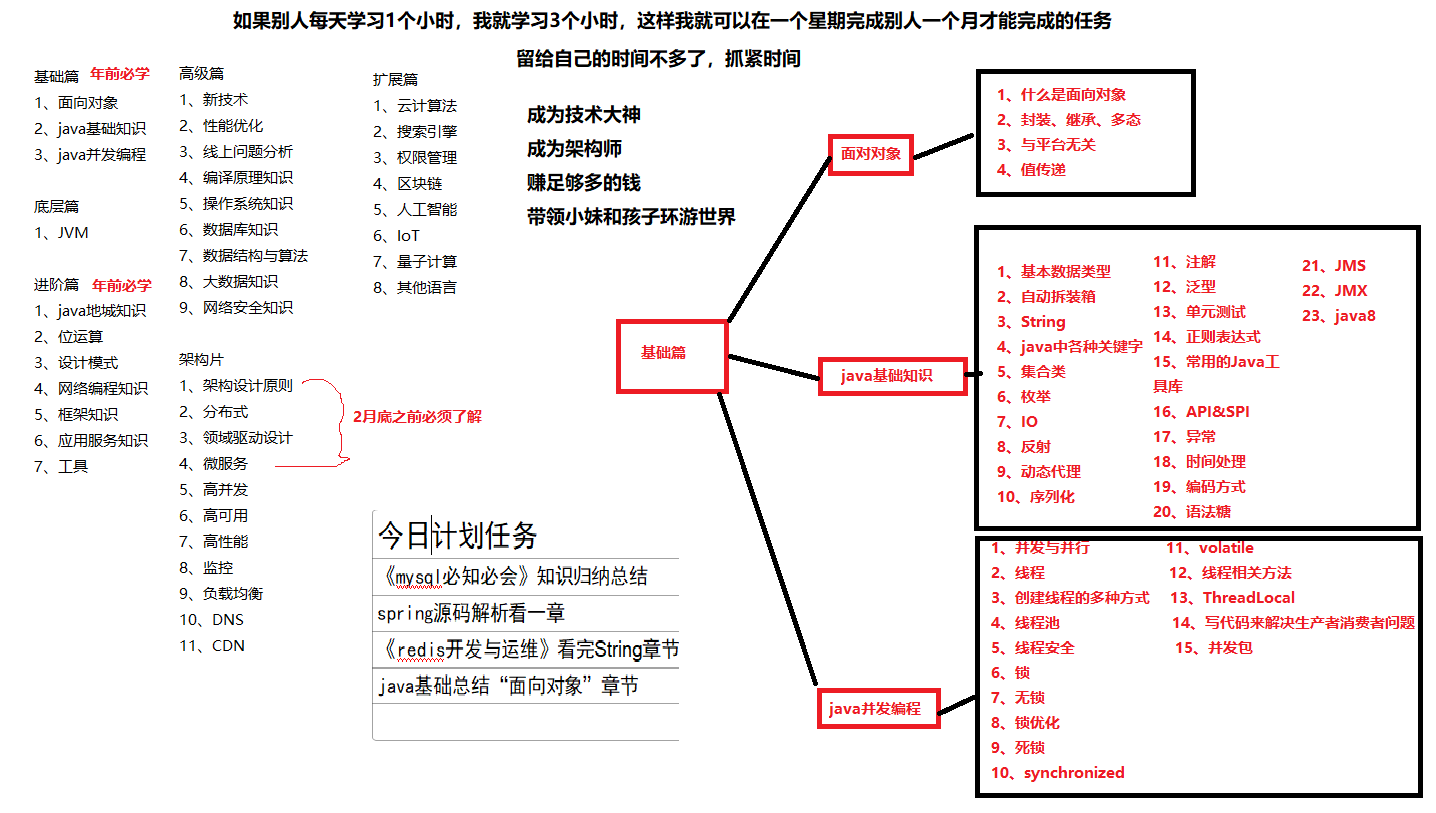 如果别人每天学习1个小时，我就学习3个小时，这样我就可以在一个星期完成别人一个月才能完成的任务
留给自己的时间不多了，抓紧时间
基础篇 年前必学
1、面向对象
2、java基础知识
3、java并发编程
底层篇
1、JVM
进阶篇 年前必学
1、java地城知识
2、位运算
3、设计模式
4、网络编程知识
5、框架知识
6、应用服务知识
7、工具
高级篇
1、新技术
2、性能优化
3、线上问题分析
4、编译原理知识
5、操作系统知识
6、数据库知识
7、数据结构与算法
8、大数据知识
9、网络安全知识
架构片
1、架构设计原则
2、分布式
3、领域驱动设计
4、微服务
5、高并发
6、高可用
7、高性能
8、监控
9、负载均衡
10、DNS
11、CDN
2月底之前必须了解
扩展篇
1、云计算法
2、搜索引擎
3、权限管理
4、区块链
5、人工智能
6、IoT
7、量子计算
8、其他语言
成为技术大神
成为架构师
赚足够多的钱
带领小妹和孩子环游世界
今日计划任务
《mysql必知必会》知识归纳总结
spring源码解析看一章
《redis开发与运维》看完String章节
java基础总结“面向对象”章节
基础篇
面对对象
1、什么是面向对象
2、封装、继承、多态
3、与平台无关
4、值传递
java基础知识
1、基本数据类型
2、自动拆装箱
3、String
4、java中各种关键字
5、集合类
6、枚举
7、IO
8、反射
9、动态代理
10、序列化
11、注解
12、泛型
13、单元测试
14、正则表达式
15、常用的Java工
具库
16、API&SPI
17、异常
18、时间处理
19、编码方式
20、语法糖
21、JMS
22、JMX
23、java8
java并发编程
1、并发与并行
2、线程
3、创建线程的多种方式
4、线程池
5、线程安全
6、锁
7、无锁
8、锁优化
9、死锁
10、synchronized
11、volatile
12、线程相关方法
13、ThreadLocal
14、写代码来解决生产者消费者问题
15、并发包